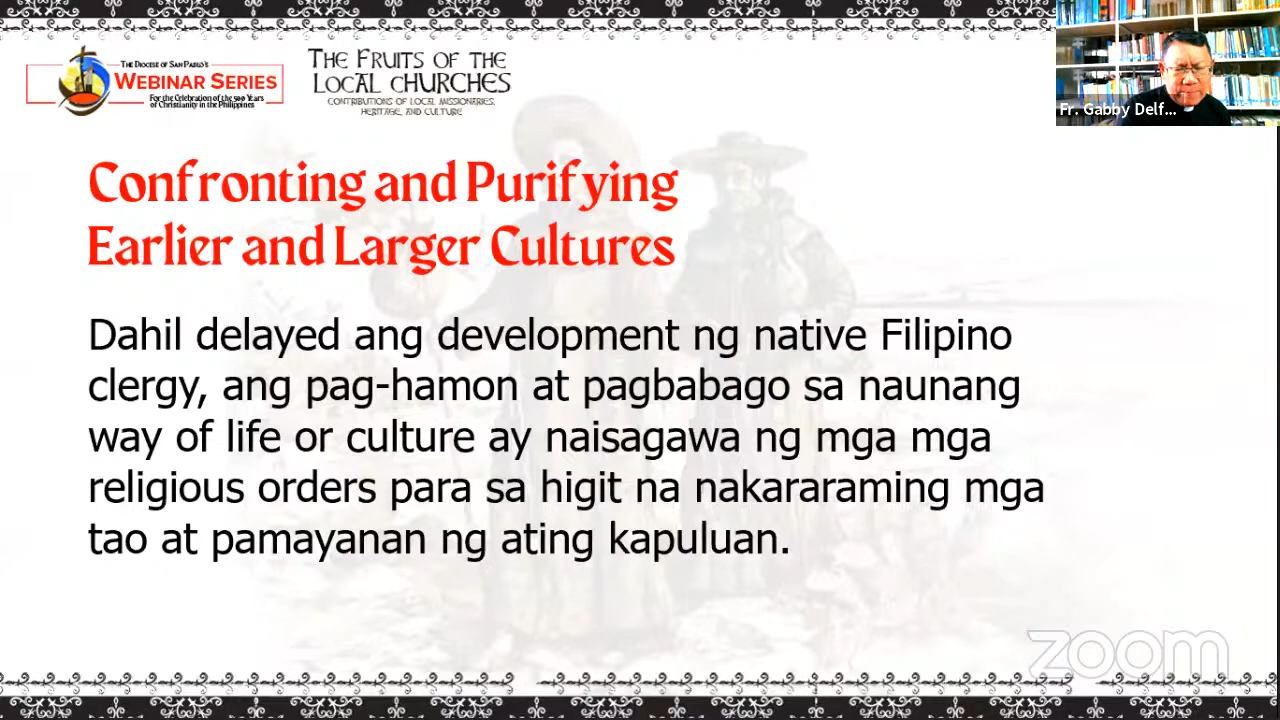 THE DIOCESE OF SAN PABLO'S
WEBINAR SERIES
For the Celebration of the 500 Years
of Christianity in the Philippines
THE FRUITS OF THE
LOCAL CHURCHES
CONTRIBUTIONS OF LOCAL MISSIONARIES,
HERITAGE, AND CULTURE
Fr. Gabby Delf...
Confronting and Purifying
Earlier and Larger Cultures
Dahil delayed ang development ng native Filipino
clergy, ang pag-hamon at pagbabago sa naunang
way of life or culture ay naisagawa ng mga mga
religious orders para sa higit na nakararaming mga
tao at pamayanan ng ating kapuluan.
zoom